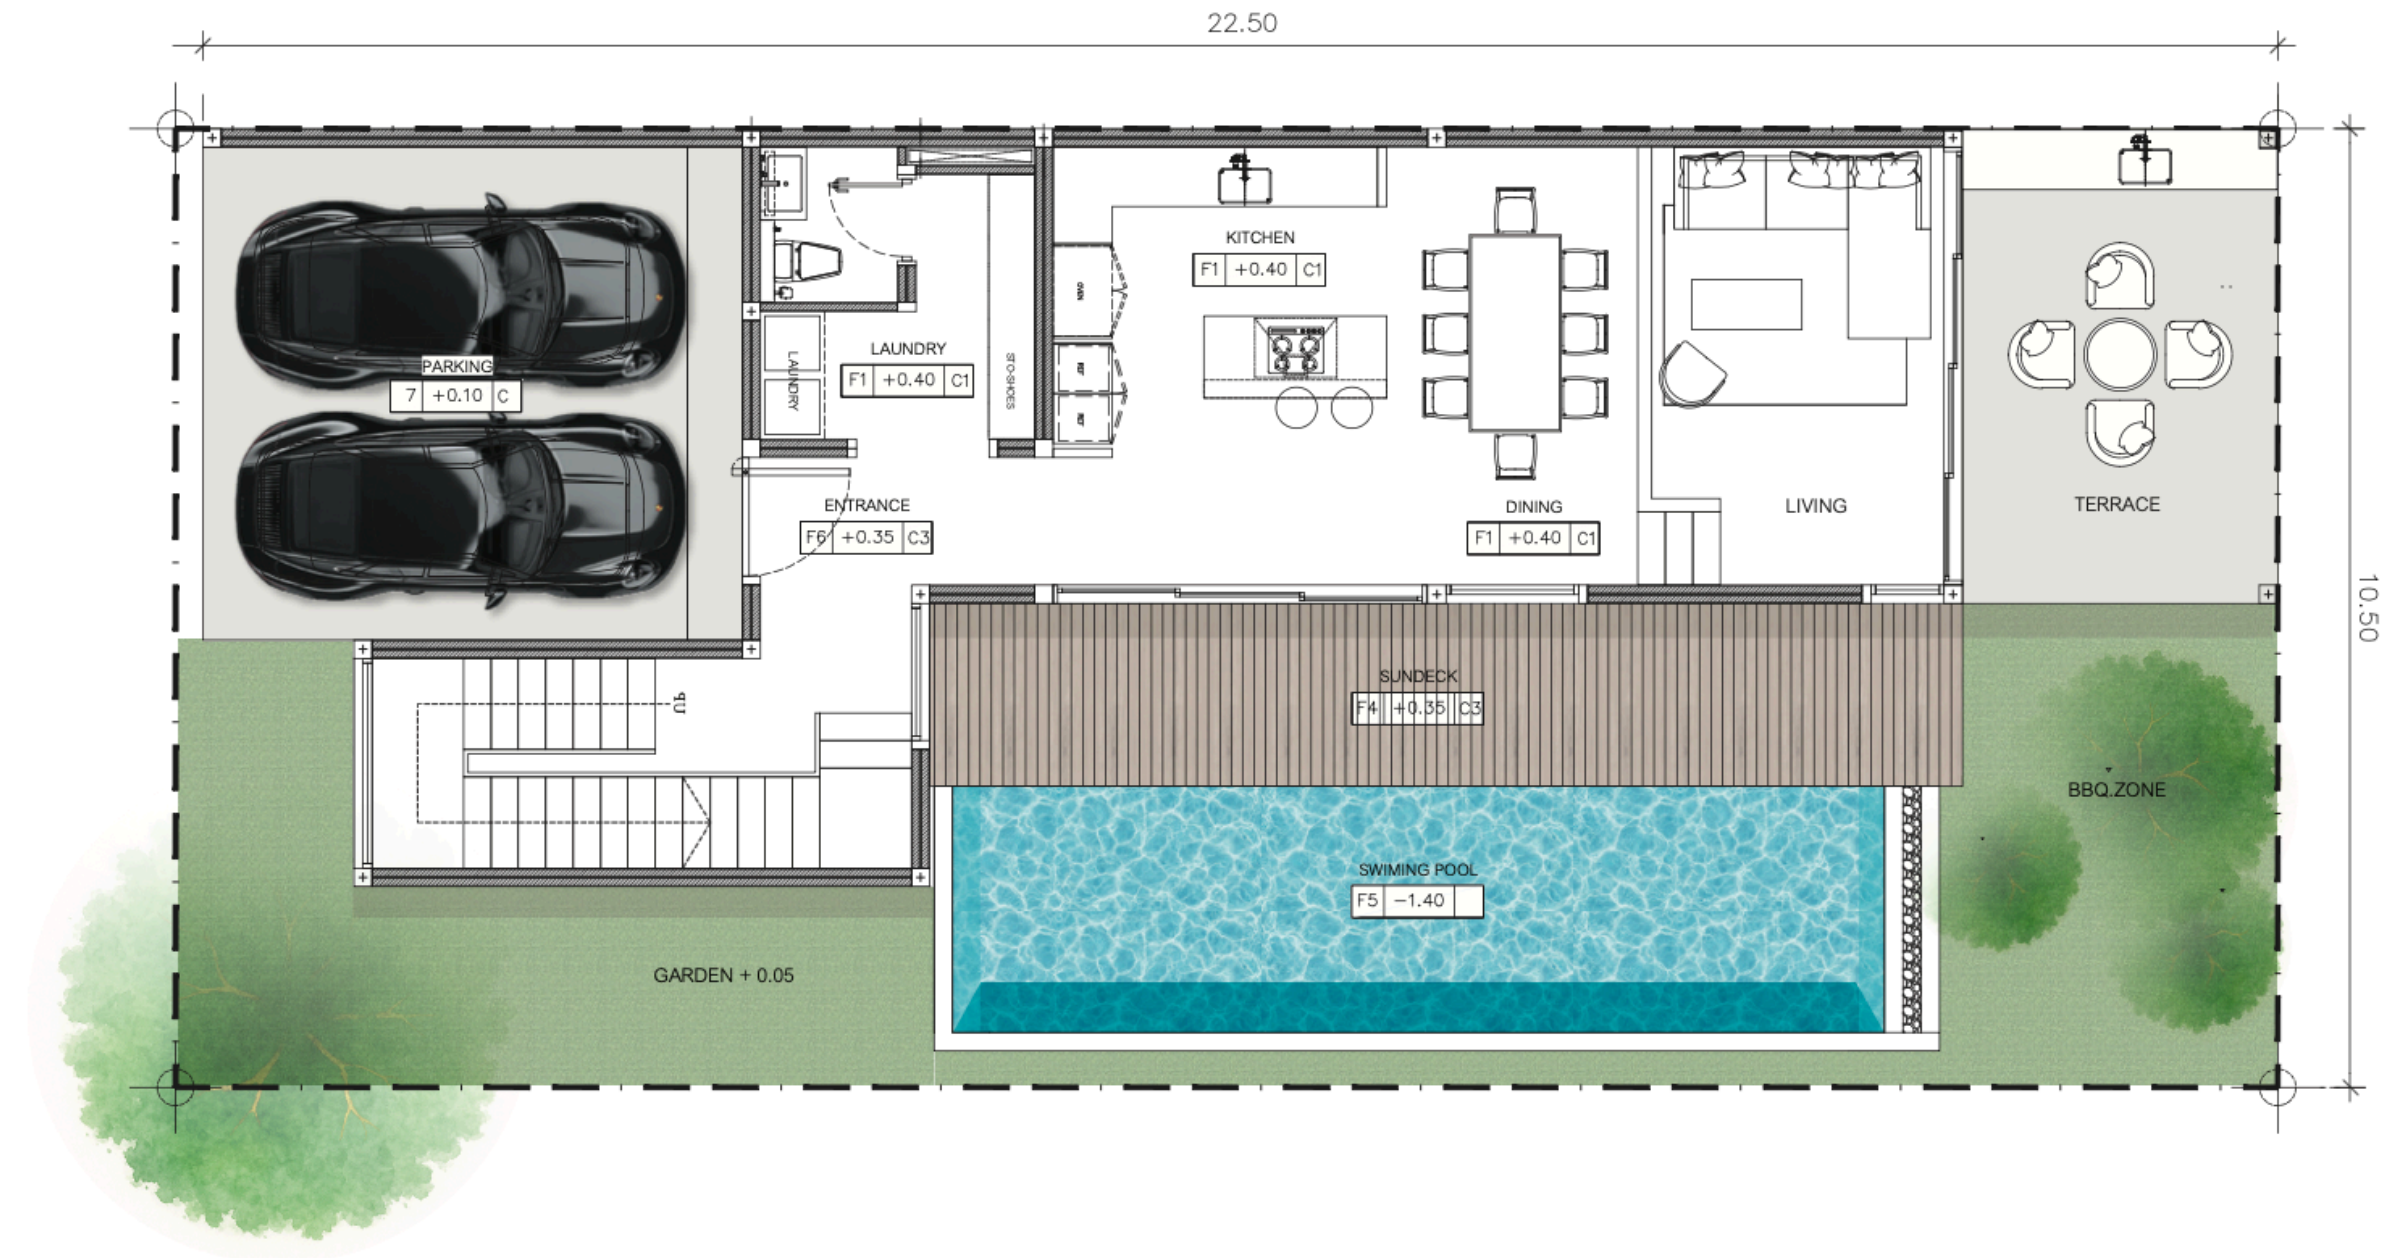 22.50
10.50
PARKING
7 +0.10 C
LAUNDRY
LAUNDRY
F1 +0.40 C1
STO-SHOES
OVEN
REF
REF
KITCHEN
F1 +0.40 C1
ENTRANCE
F6 +0.35 C3
DINING
F1 +0.40 C1
LIVING
TERRACE
UP
SUNDECK
F4 +0.35 C3
BBQ.ZONE
SWIMING POOL
F5 -1.40
GARDEN + 0.05